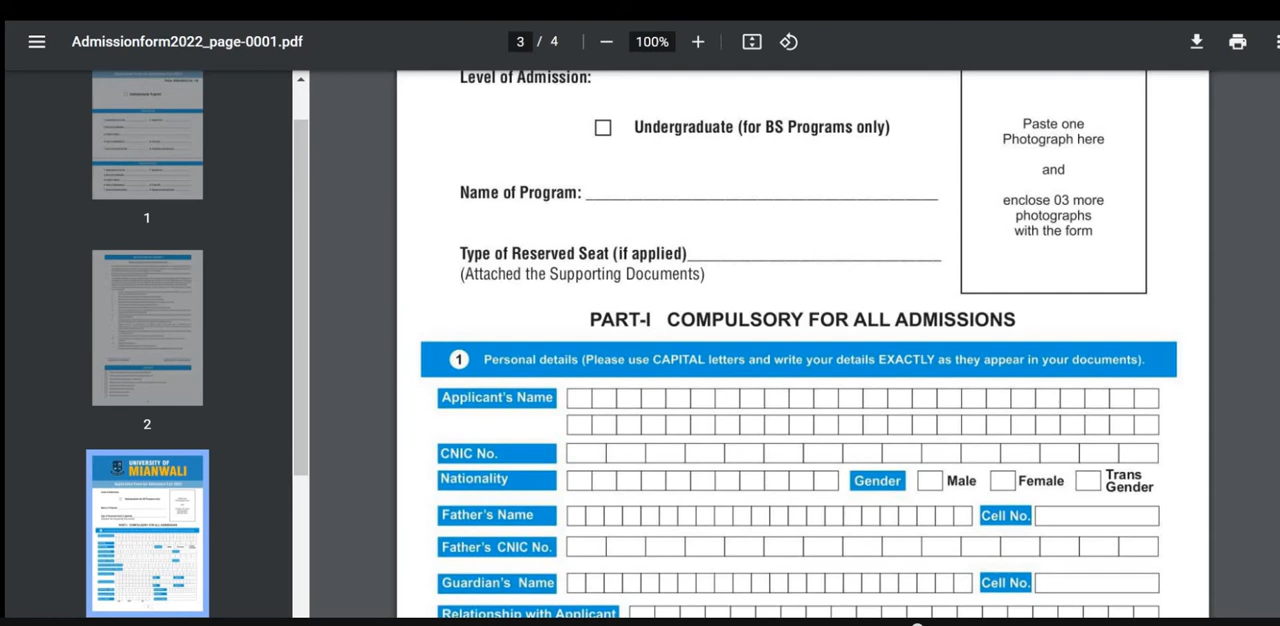 Admissionform2022_page-0001.pdf
3 / 4
100%
1
2
UNIVERSITY OF
MIANWALI
Level of Admission:
Undergraduate (for BS Programs only)
Name of Program:
Type of Reserved Seat (if applied)
(Attached the Supporting Documents)
Paste one
Photograph here
and
enclose 03 more
photographs
with the form
PART-I COMPULSORY FOR ALL ADMISSIONS
1 Personal details (Please use CAPITAL letters and write your details EXACTLY as they appear in your documents).
Applicant's Name
CNIC No.
Nationality
Gender
Male
Female
Trans
Gender
Father's Name
Cell No.
Father's CNIC No.
Guardian's Name
Cell No.
Relationship with Applicant